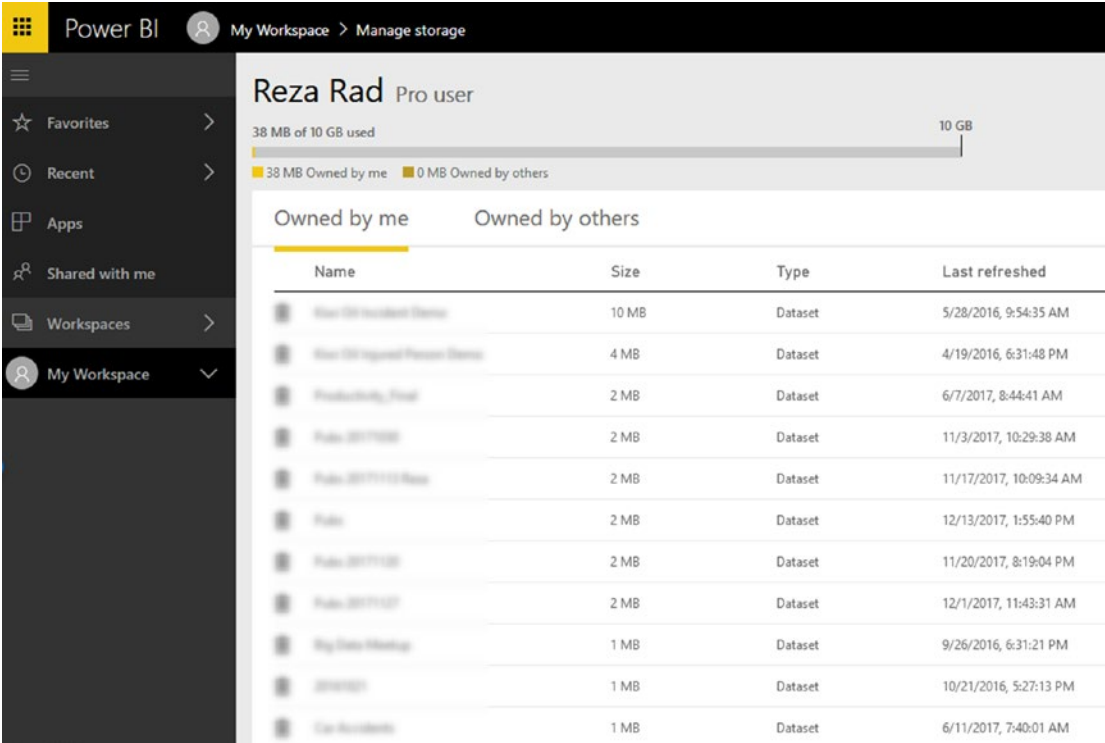 Power BI My Workspace > Manage storage
Reza Rad Pro user
38 MB of 10 GB used 10 GB
38 MB Owned by me 0 MB Owned by others
Favorites
Recent
Apps
Shared with me
Workspaces
My Workspace
Owned by me Owned by others
Name Size Type Last refreshed
10 MB Dataset 5/28/2016, 9:54:35 AM
4 MB Dataset 4/19/2016, 6:31:48 PM
2 MB Dataset 6/7/2017, 8:44:41 AM
2 MB Dataset 11/3/2017, 10:29:38 AM
2 MB Dataset 11/17/2017, 10:09:34 AM
2 MB Dataset 12/13/2017, 1:55:40 PM
2 MB Dataset 11/20/2017, 8:19:04 PM
2 MB Dataset 12/1/2017, 11:43:31 AM
1 MB Dataset 9/26/2016, 6:31:21 PM
1 MB Dataset 10/21/2016, 5:27:13 PM
1 MB Dataset 6/11/2017, 7:40:01 AM